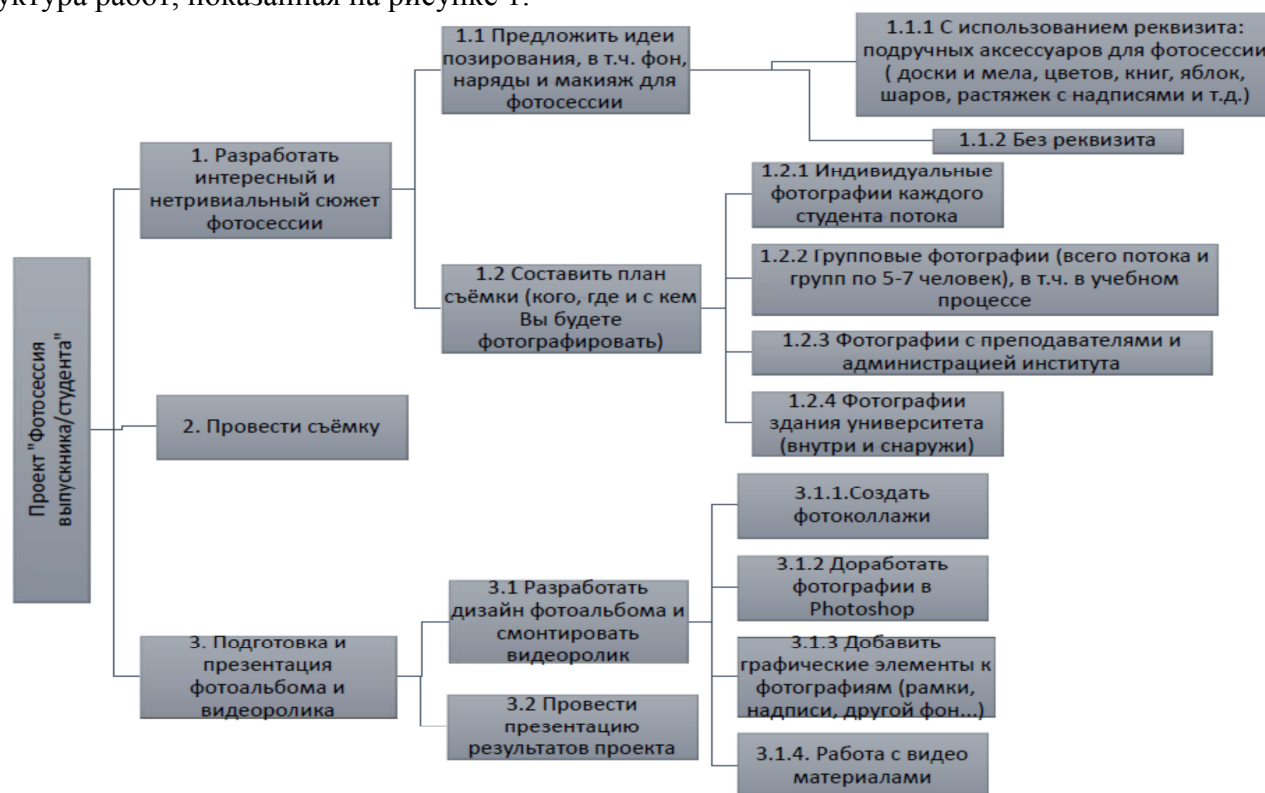 уктура работ, показанная на рисунке 1.
Проект "Фотосессия
выпускника/студента"
1. Разработать
интересный и
нетривиальный сюжет
фотосессии
1.1 Предложить идеи
позирования, в т.ч. фон,
наряды и макияж для
фотосессии
1.1.1 С использованием реквизита:
подручных аксессуаров для фотосессии
( доски и мела, цветов, книг, яблок,
шаров, растяжек с надписями и т.д.)
1.1.2 Без реквизита
1.2 Составить план
съёмки (кого, где и с кем
Вы будете
фотографировать)
1.2.1 Индивидуальные
фотографии каждого
студента потока
1.2.2 Групповые фотографии (всего потока и
групп по 5-7 человек), в т.ч. в учебном
процессе
1.2.3 Фотографии с преподавателями и
администрацией института
1.2.4 Фотографии
здания университета
(внутри и снаружи)
2. Провести съёмку
3. Подготовка и
презентация
фотоальбома и
видеоролика
3.1 Разработать
дизайн фотоальбома и
смонтировать
видеоролик
3.1.1.Создать
фотоколлажи
3.1.2 Доработать
фотографии в
Photoshop
3.1.3 Добавить
графические элементы к
фотографиям (рамки,
надписи, другой фон...)
3.1.4. Работа с видео
материалами
3.2 Провести
презентацию
результатов проекта